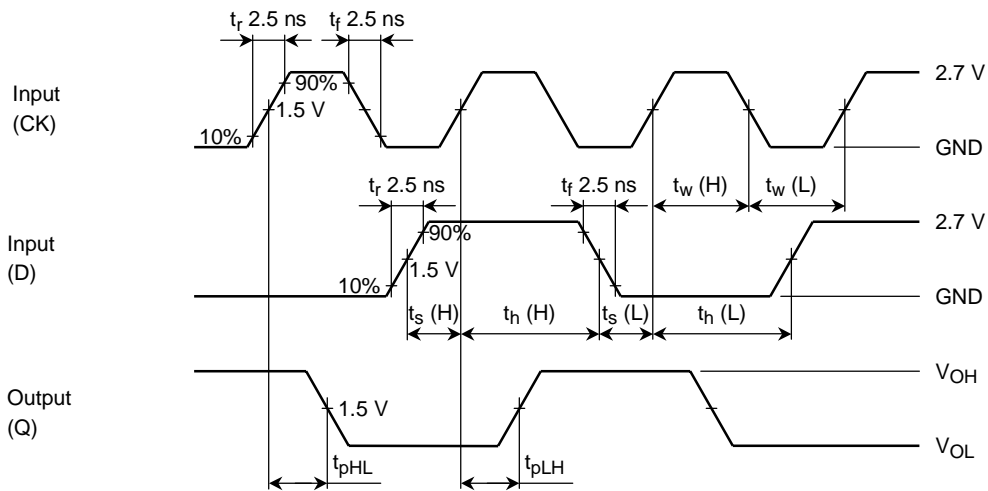 tr 2.5 ns tf 2.5 ns
Input
(CK)
90%
1.5 V
10%
2.7 V
GND
tr 2.5 ns tf 2.5 ns tw (H) tw (L)
Input
(D)
90%
1.5 V
10%
2.7 V
GND
ts (H) th (H) ts (L) th (L)
Output
(Q)
1.5 V
VOH
VOL
tpHL tpLH